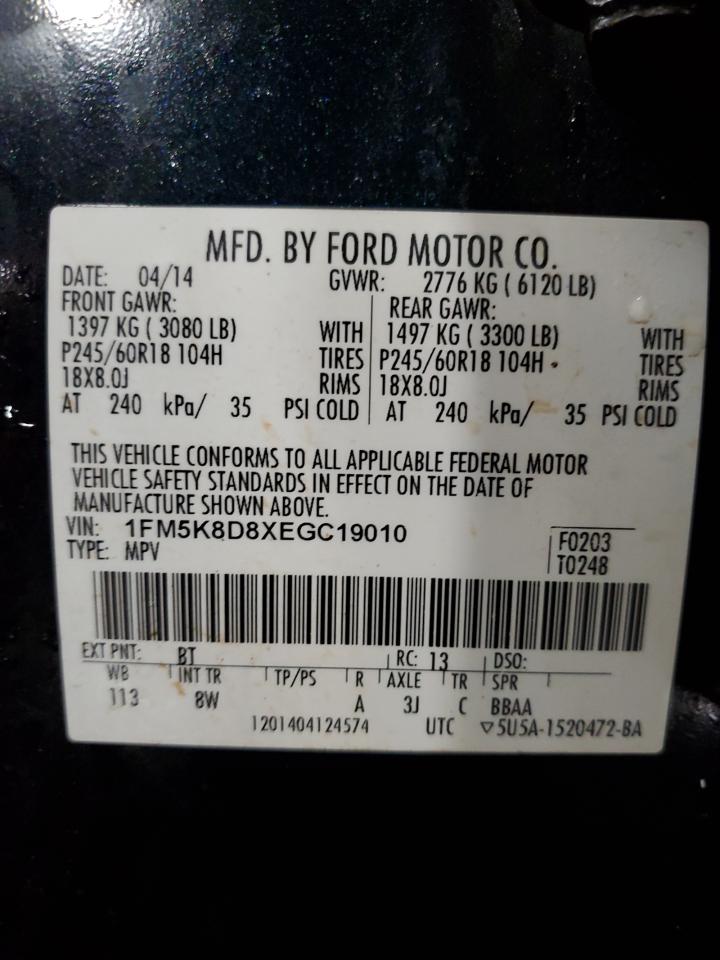 MFD. BY FORD MOTOR CO.
DATE: 04/14 GVWR: 2776 KG ( 6120 LB)
FRONT GAWR: REAR GAWR:
1397 KG ( 3080 LB) WITH 1497 KG ( 3300 LB) WITH
P245/60R18 104H TIRES P245/60R18 104H TIRES
18X8.0J RIMS 18X8.0J RIMS
AT 240 kPa/ 35 PSI COLD AT 240 kPa/ 35 PSI COLD
THIS VEHICLE CONFORMS TO ALL APPLICABLE FEDERAL MOTOR
VEHICLE SAFETY STANDARDS IN EFFECT ON THE DATE OF
MANUFACTURE SHOWN ABOVE.
VIN: 1FM5K8D8XEGC19010
TYPE: MPV
F0203
T0248
EXT PNT: BT RC: 13 DSO:
WB INT TR TP/PS R AXLE TR SPR
113 8W A 3J C BBAA
1201404124574 UTC ▽5U5A-1520472-BA